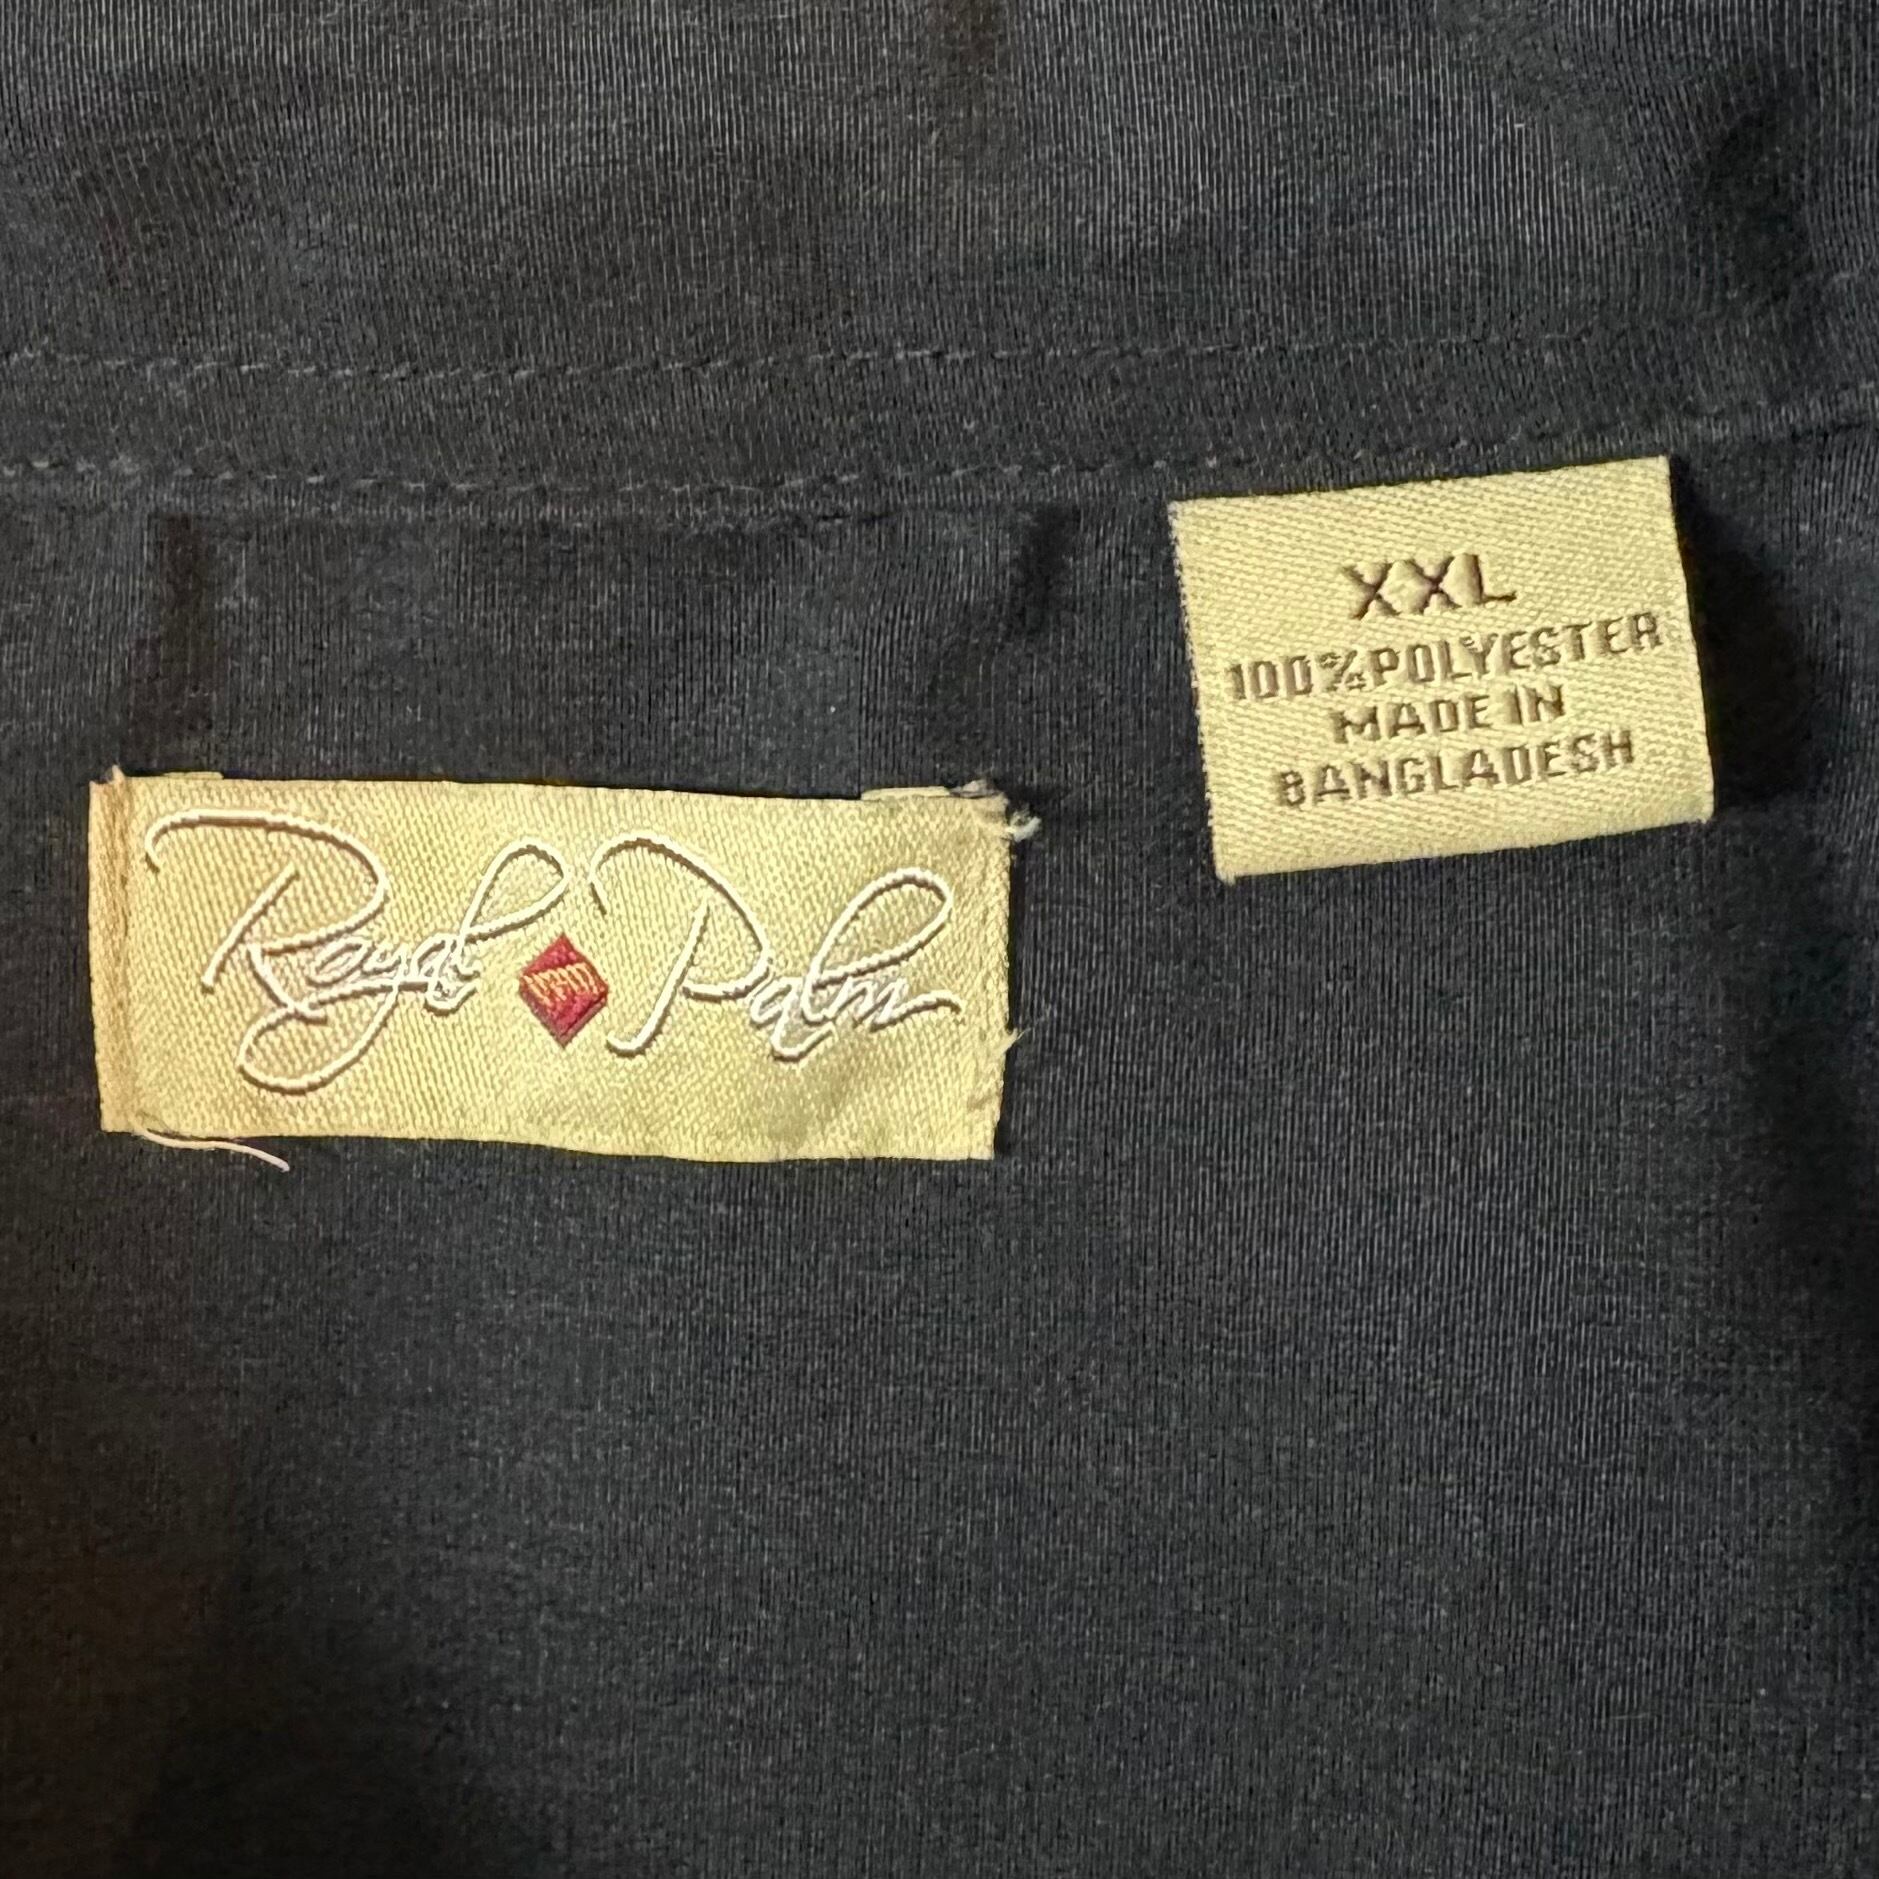 XXL
100% POLYESTER
MADE IN
BANGLADESH
Royal Palm